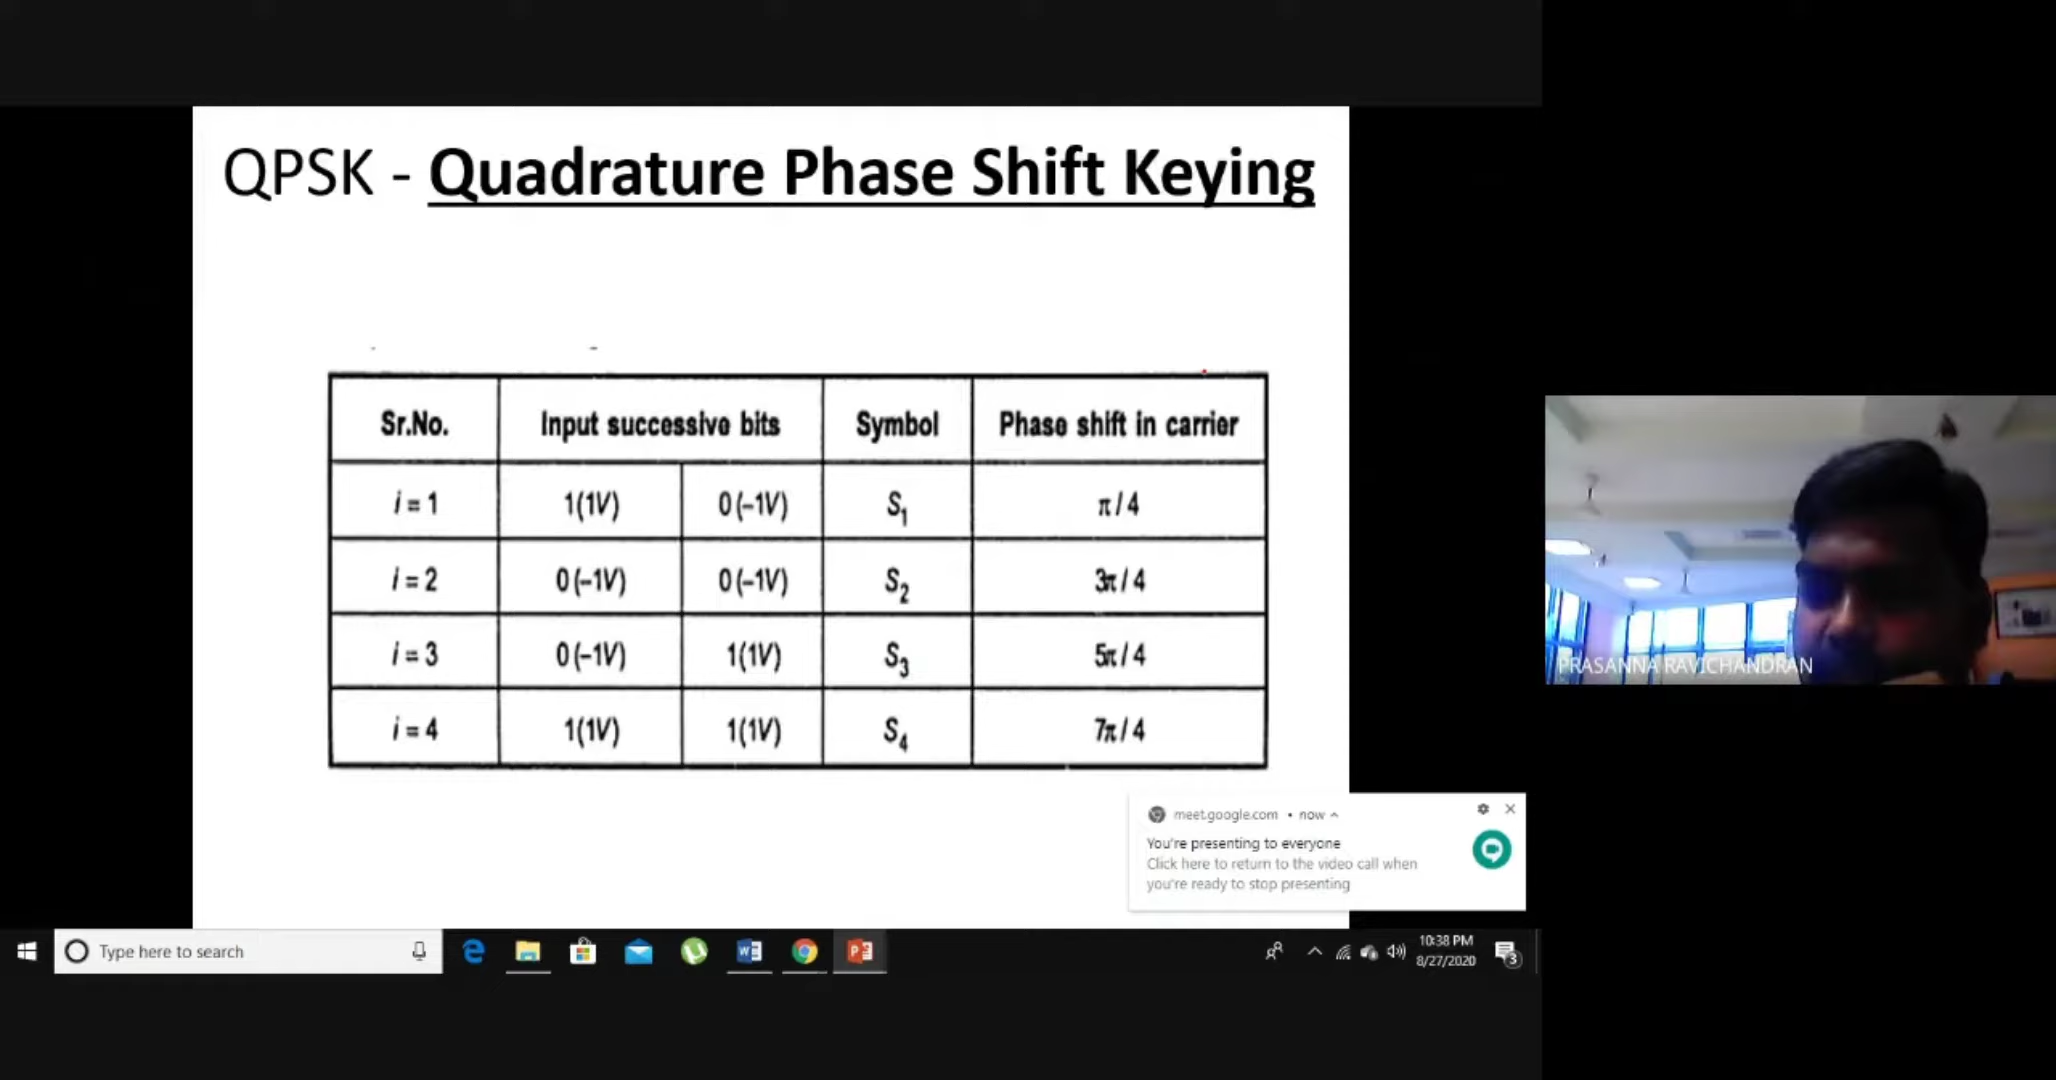 QPSK - Quadrature Phase Shift Keying
Sr.No. Input successive bits Symbol Phase shift in carrier
i = 1 1(1V) 0(–1V) S1 π/4
i = 2 0(–1V) 0(–1V) S2 3π/4
i = 3 0(–1V) 1(1V) S3 5π/4
i = 4 1(1V) 1(1V) S4 7π/4
PRASANNA RAVICHANDRAN
meet.google.com • now
You're presenting to everyone
Click here to return to the video call when
you're ready to stop presenting
Type here to search
10:38 PM
8/27/2020
3